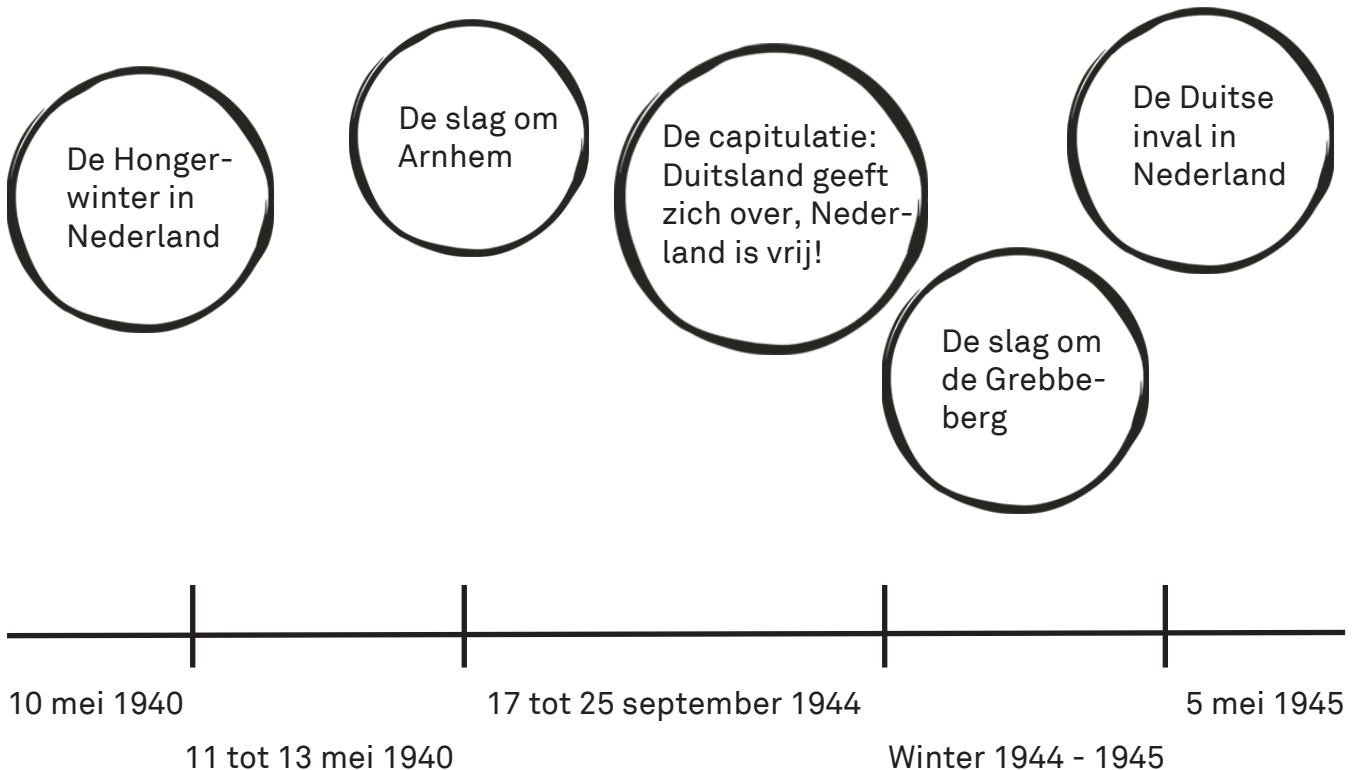 De Honger-
winter in
Nederland
De slag om
Arnhem
De capitulatie:
Duitsland geeft
zich over, Neder-
land is vrij!
De slag om
de Grebbe-
berg
De Duitse
inval in
Nederland
10 mei 1940
11 tot 13 mei 1940
17 tot 25 september 1944
Winter 1944 - 1945
5 mei 1945